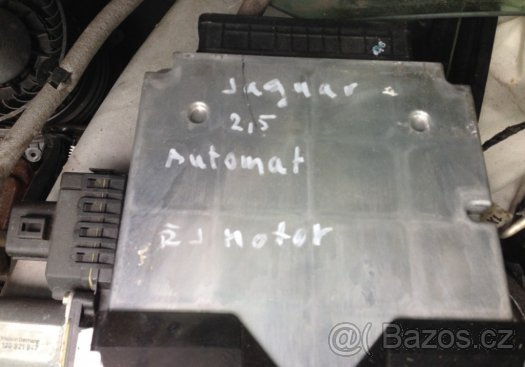 Jaguar
2,5
Automat
ŘJ Motor
Bazos.cz